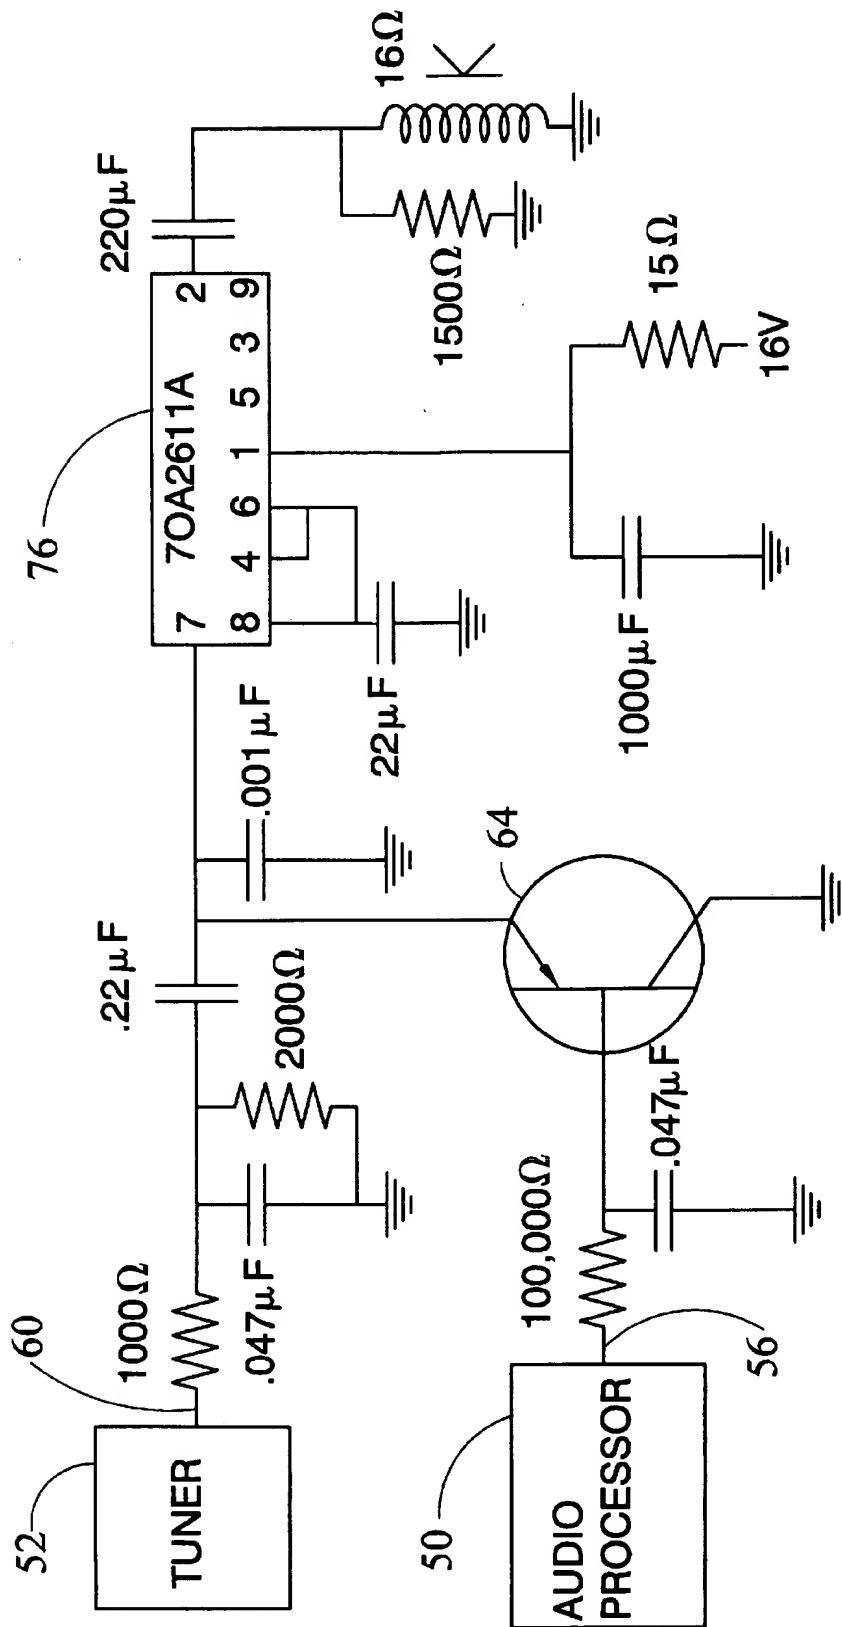 52
TUNER
60
1000Ω
.047µF
2000Ω
.22µF
.001µF
76
7 2
7OA2611A
8 4 6 1 5 3 9
220µF
16Ω
K
1500Ω
22µF
1000µF
15Ω
16V
50
AUDIO
PROCESSOR
56
100,000Ω
.047µF
64